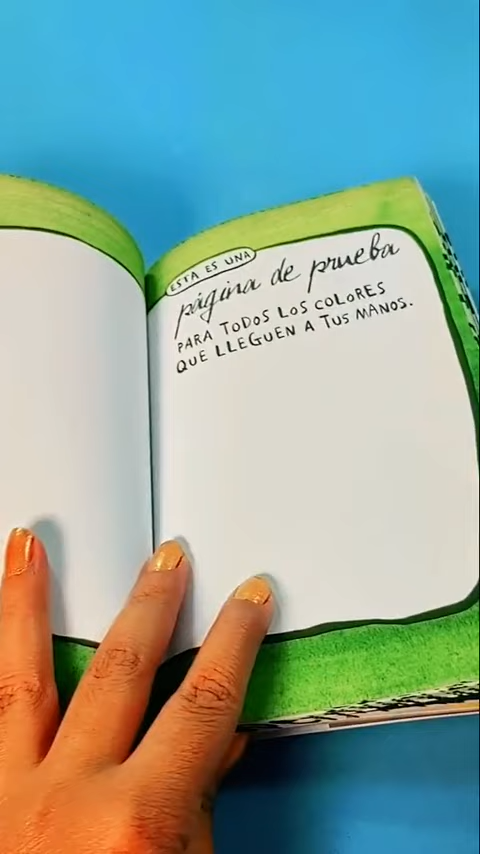 ESTA ES UNA
página de prueba
PARA TODOS LOS COLORES
QUE LLEGUEN A TUS MANOS.